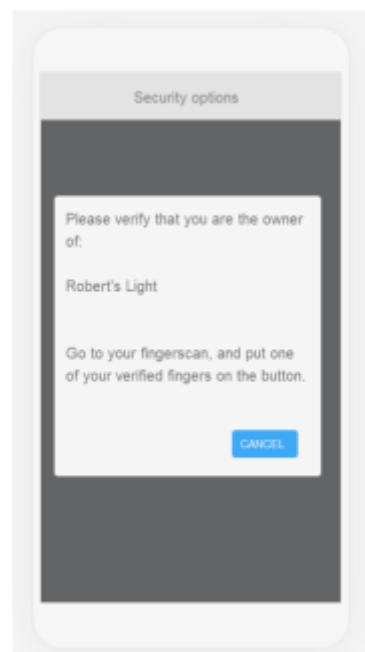 Security options
Please verify that you are the owner
of:
Robert's Light
Go to your fingerscan, and put one
of your verified fingers on the button.
CANCEL